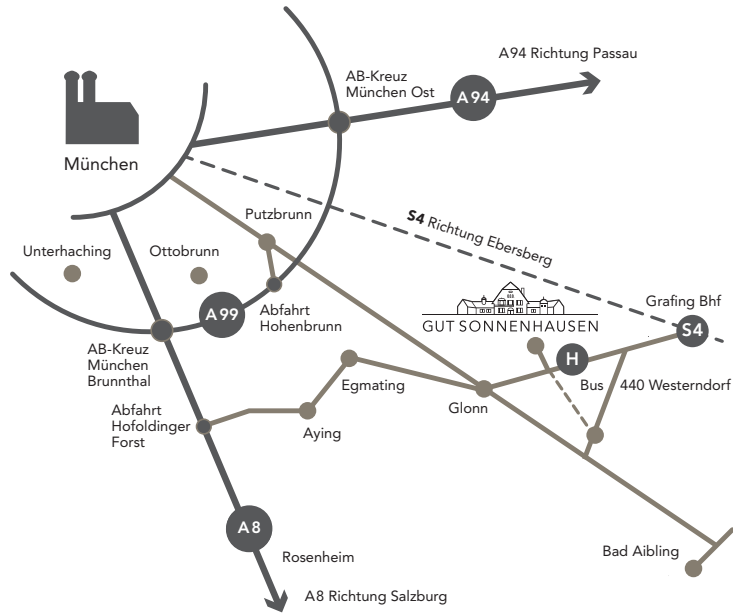 A94 Richtung Passau
AB-Kreuz
München Ost
A 94
München
S4 Richtung Ebersberg
Putzbrunn
Unterhaching
Ottobrunn
Grafing Bhf
Abfahrt
Hohenbrunn
A99
GUT SONNENHAUSEN
S4
AB-Kreuz
München
Brunnthal
H
Egmating
Bus
440 Westerndorf
Glonn
Abfahrt
Hofoldinger
Forst
Aying
A 8
Rosenheim
Bad Aibling
A8 Richtung Salzburg